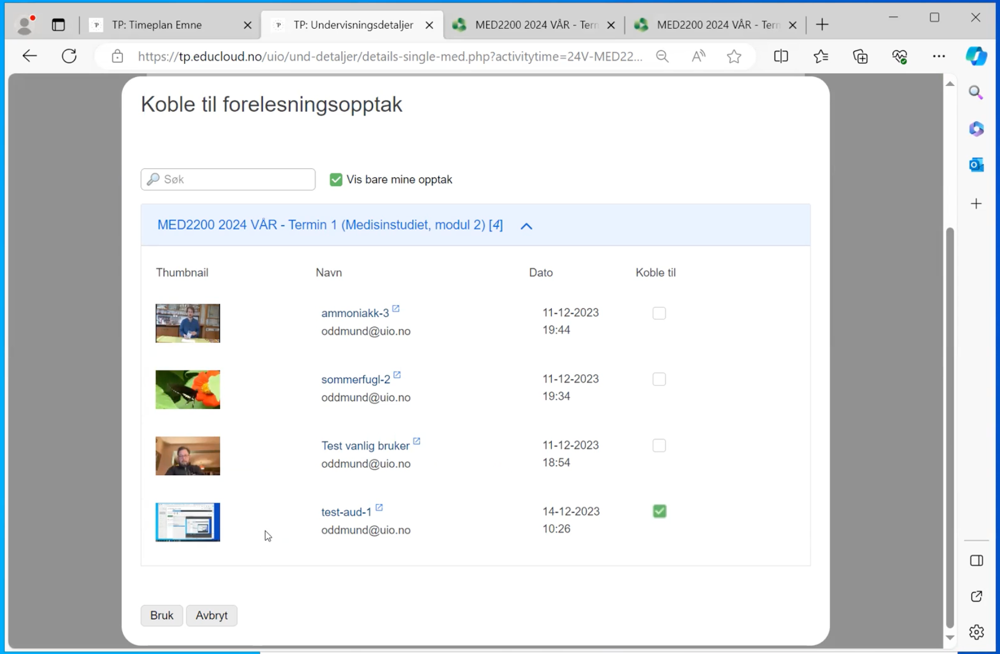 TP: Timeplan Emne
TP: Undervisningsdetaljer
MED2200 2024 VÅR - Tern
MED2200 2024 VÅR - Tern
https://tp.educloud.no/uio/und-detaljer/details-single-med.php?activitytime=24V-MED22...
Koble til forelesningsopptak
Søk
Vis bare mine opptak
MED2200 2024 VÅR - Termin 1 (Medisinstudiet, modul 2) [4]
Thumbnail Navn Dato Koble til
ammoniakk-3 11-12-2023
oddmund@uio.no 19:44
sommerfugl-2 11-12-2023
oddmund@uio.no 19:34
Test vanlig bruker 11-12-2023
oddmund@uio.no 18:54
test-aud-1 14-12-2023
oddmund@uio.no 10:26
Bruk Avbryt